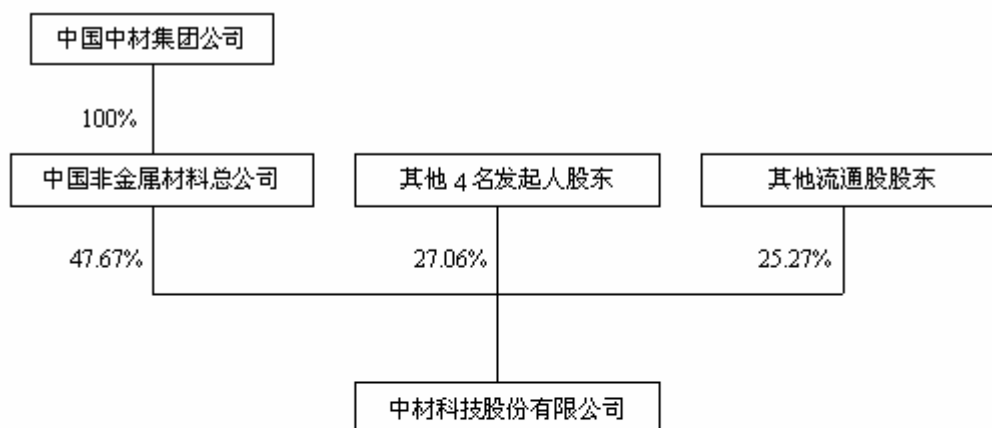 中国中材集团公司
100%
中国非金属材料总公司
其他 4 名发起人股东
其他流通股股东
47.67%
27.06%
25.27%
中材科技股份有限公司